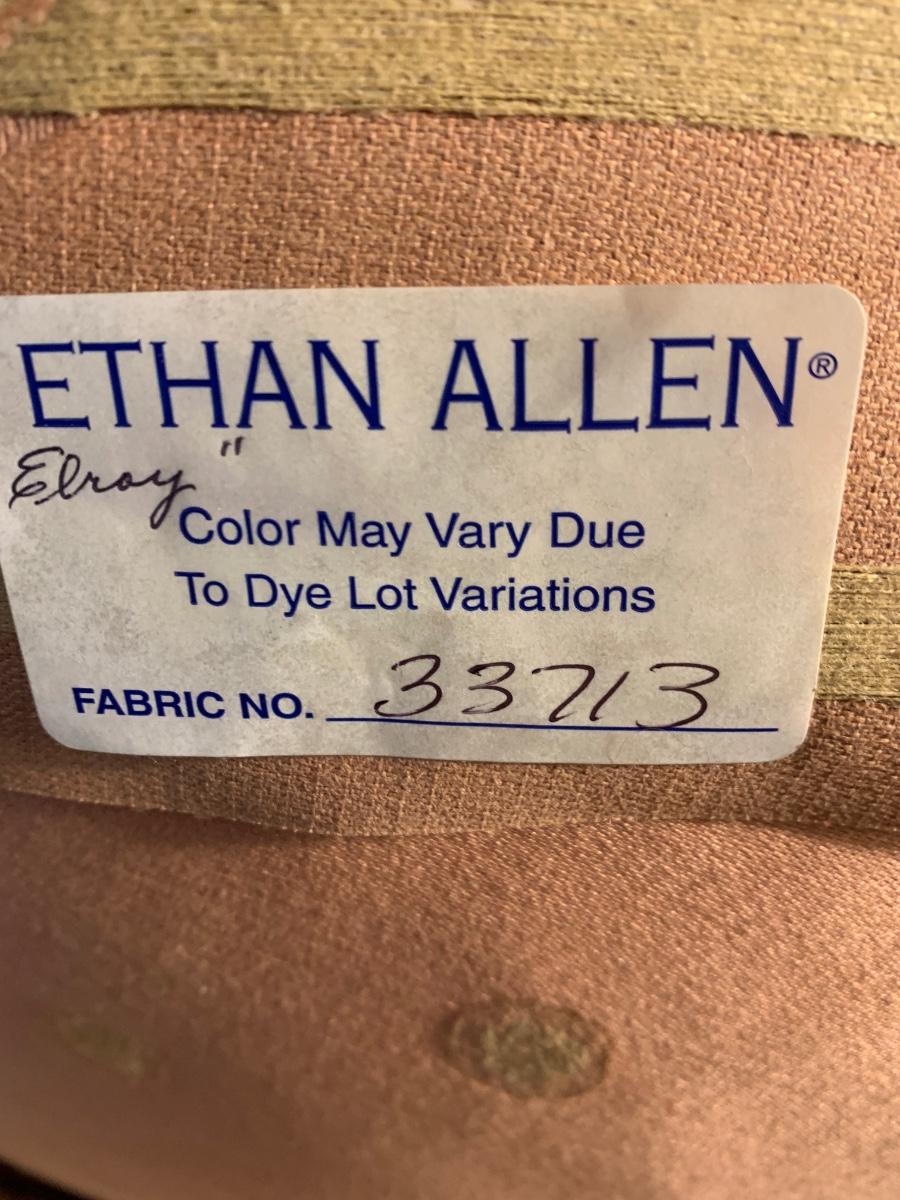 ETHAN ALLEN®
Elroy"
Color May Vary Due
To Dye Lot Variations
FABRIC NO. 33713